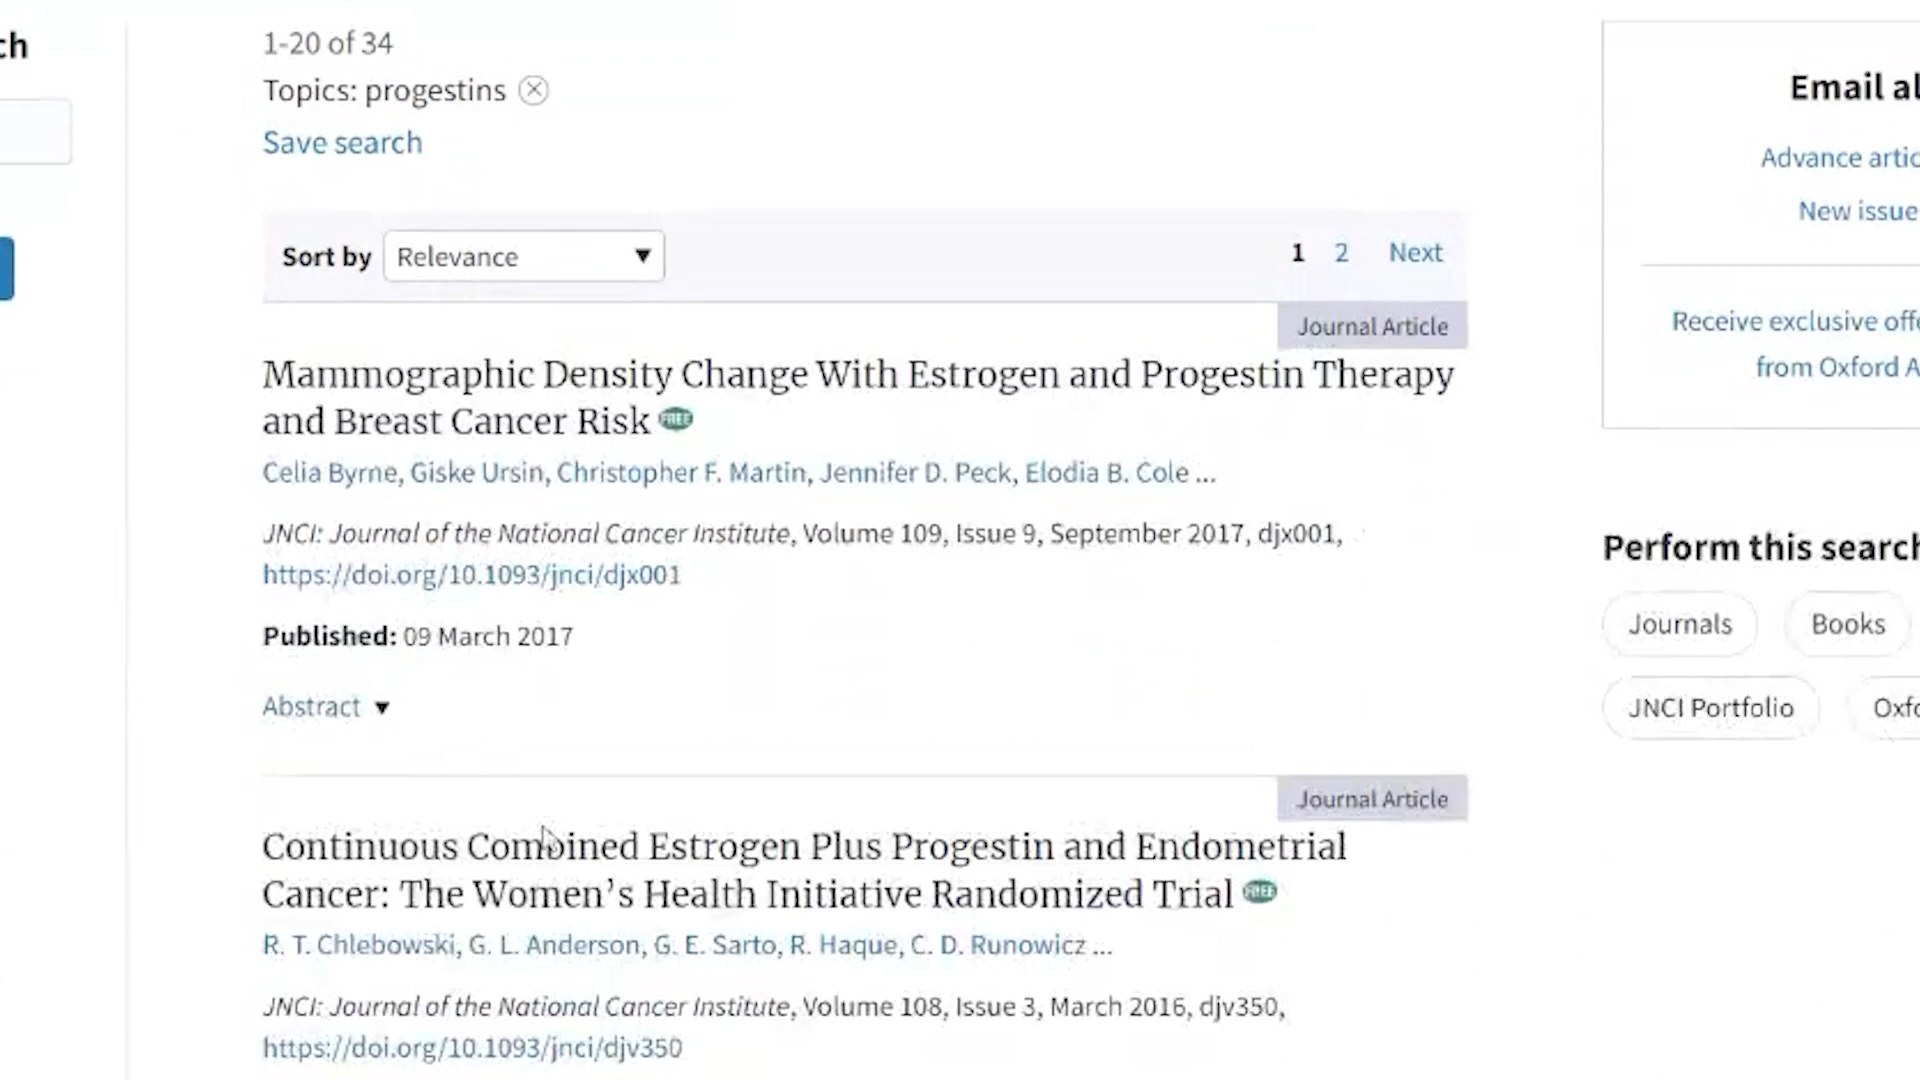 ch
1-20 of 34
Topics: progestins
Save search
Sort by Relevance
1 2 Next
Journal Article
Mammographic Density Change With Estrogen and Progestin Therapy
and Breast Cancer Risk FREE
Celia Byrne, Giske Ursin, Christopher F. Martin, Jennifer D. Peck, Elodia B. Cole ...
JNCI: Journal of the National Cancer Institute, Volume 109, Issue 9, September 2017, djx001,
https://doi.org/10.1093/jnci/djx001
Published: 09 March 2017
Abstract
Journal Article
Continuous Combined Estrogen Plus Progestin and Endometrial
Cancer: The Women’s Health Initiative Randomized Trial FREE
R. T. Chlebowski, G. L. Anderson, G. E. Sarto, R. Haque, C. D. Runowicz ...
JNCI: Journal of the National Cancer Institute, Volume 108, Issue 3, March 2016, djv350,
https://doi.org/10.1093/jnci/djv350
Email al
Advance artic
New issue
Receive exclusive offe
from Oxford A
Perform this search
Journals Books
JNCI Portfolio Oxfo